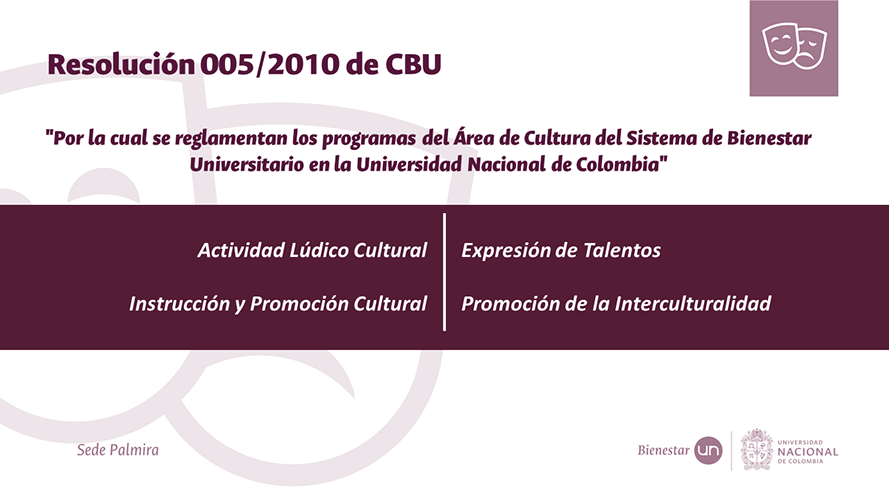 Resolución 005/2010 de CBU
"Por la cual se reglamentan los programas del Área de Cultura del Sistema de Bienestar
Universitario en la Universidad Nacional de Colombia"
Actividad Lúdico Cultural
Expresión de Talentos
Instrucción y Promoción Cultural
Promoción de la Interculturalidad
Sede Palmira
Bienestar un
UNIVERSIDAD
NACIONAL
DE COLOMBIA